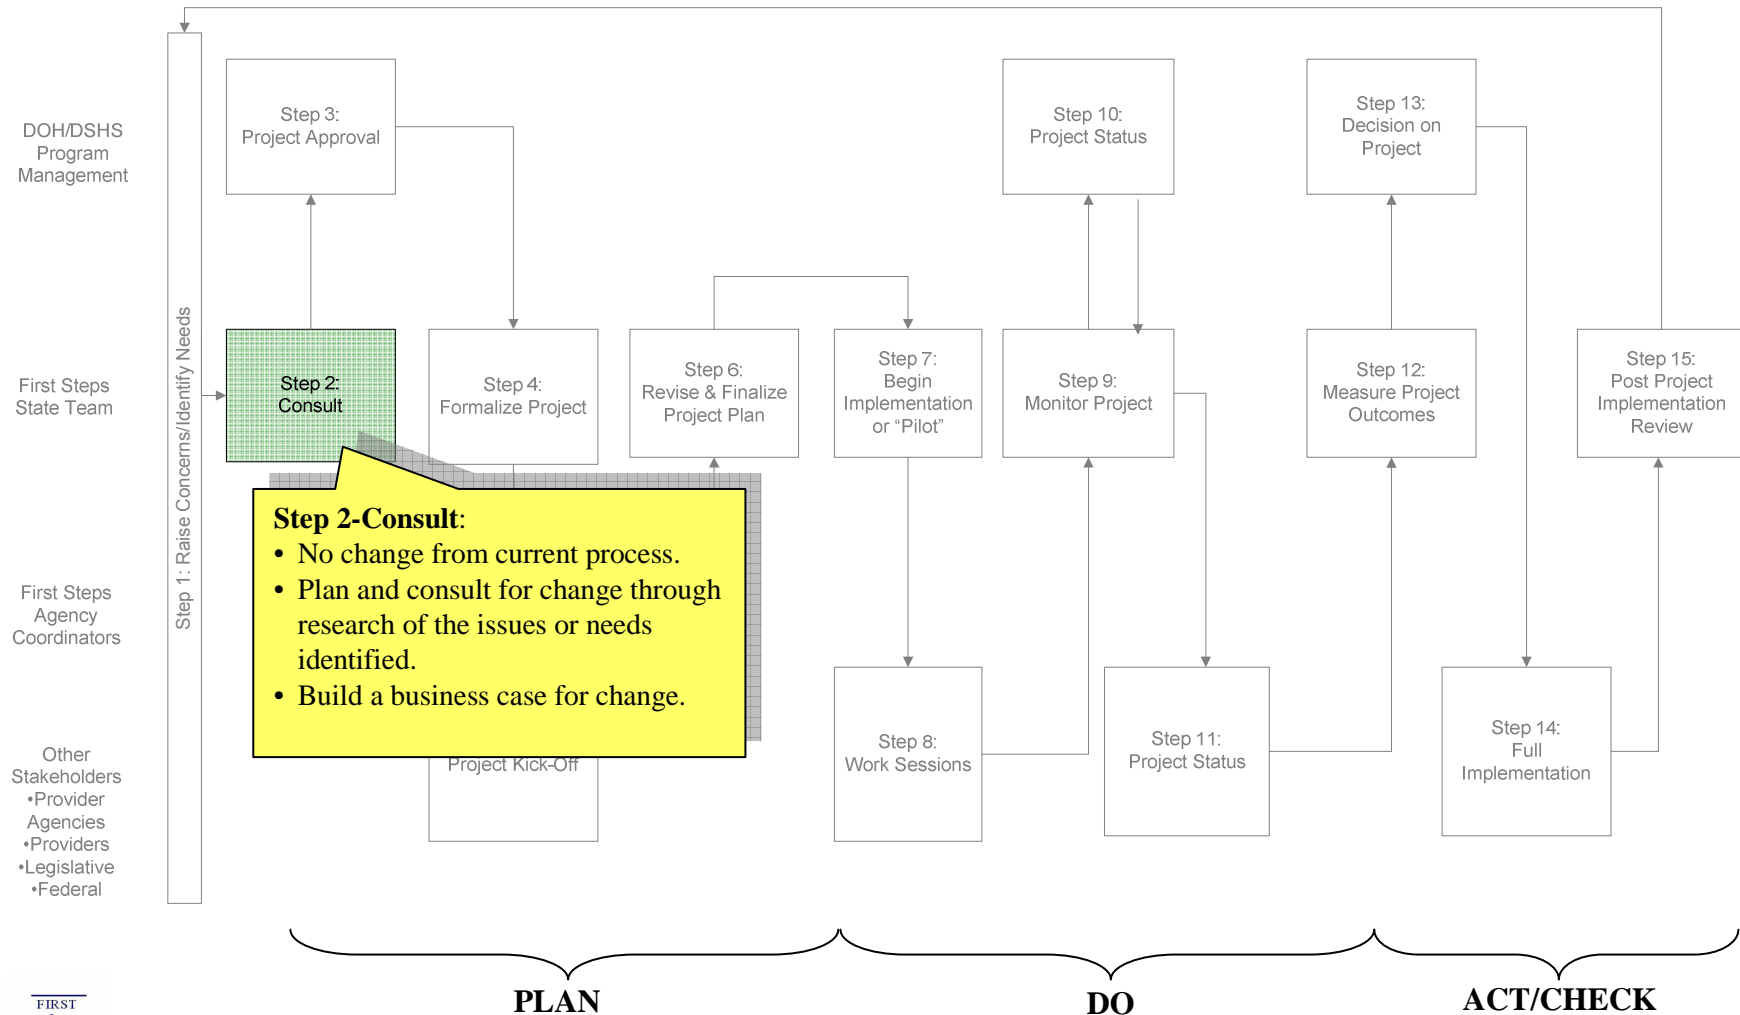 DOH/DSHS
Program
Management
First Steps
State Team
First Steps
Agency
Coordinators
Other
Stakeholders
•Provider
Agencies
•Providers
•Legislative
•Federal
Step 1: Raise Concerns/Identify Needs
Step 3:
Project Approval
Step 2:
Consult
Step 4:
Formalize Project
Step 6:
Revise & Finalize
Project Plan
Step 7:
Begin
Implementation
or “Pilot”
Step 10:
Project Status
Step 9:
Monitor Project
Step 13:
Decision on
Project
Step 12:
Measure Project
Outcomes
Step 15:
Post Project
Implementation
Review
Step 2-Consult:
• No change from current process.
• Plan and consult for change through
research of the issues or needs
identified.
• Build a business case for change.
Project Kick-Off
Step 8:
Work Sessions
Step 11:
Project Status
Step 14:
Full
Implementation
PLAN
DO
ACT/CHECK
FIRST